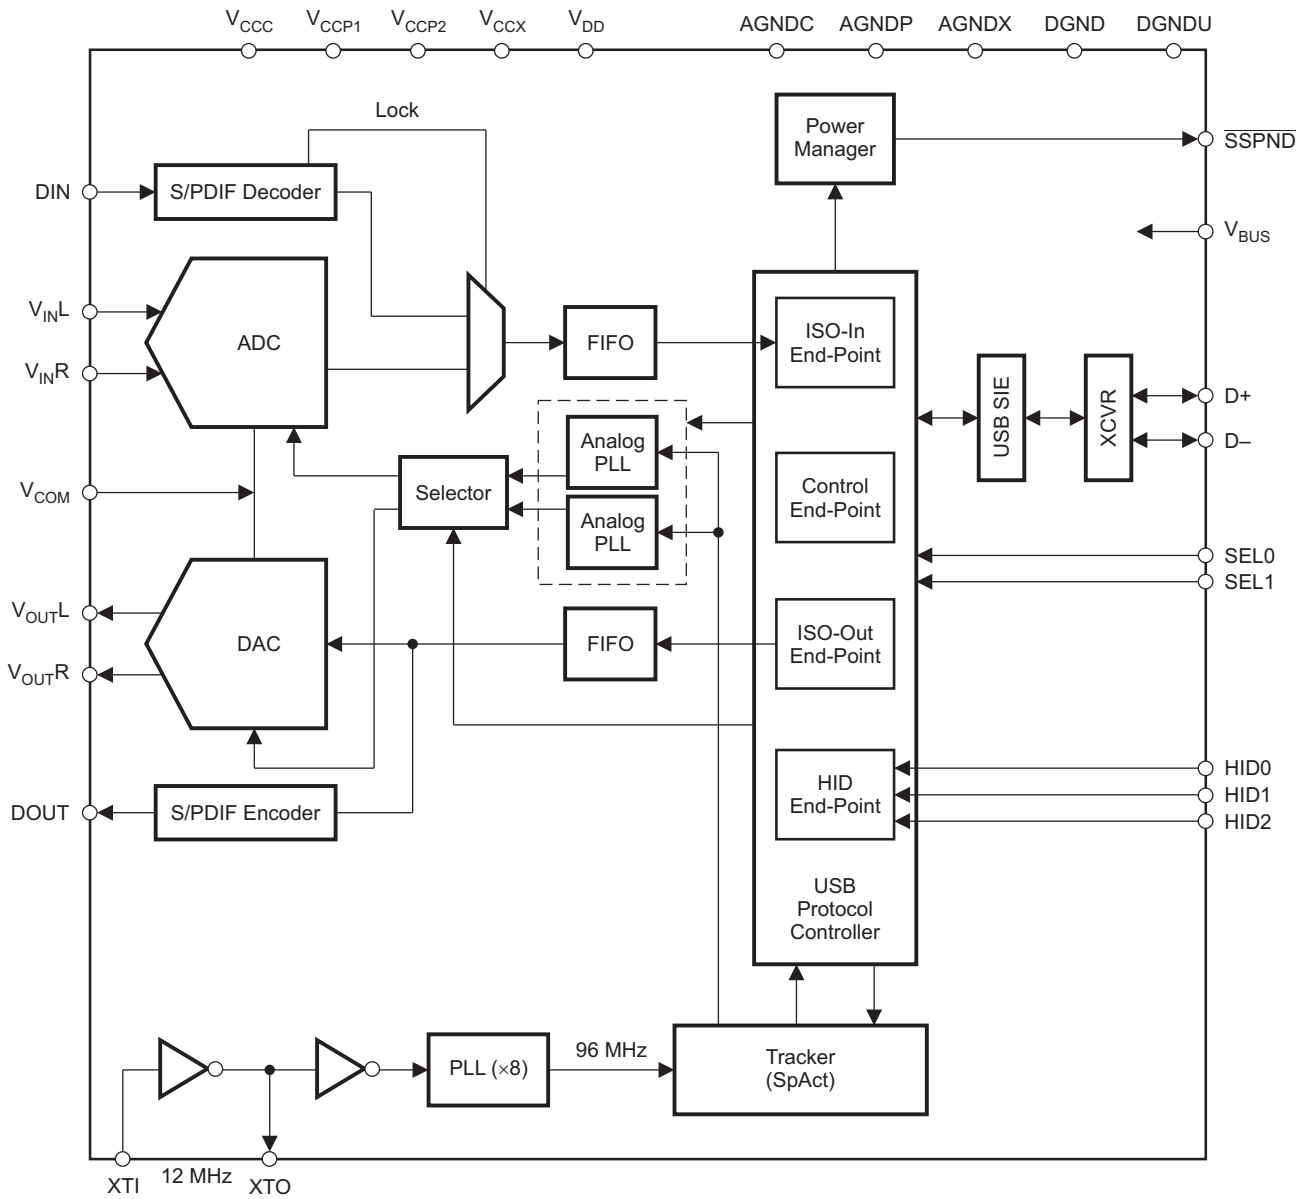 VCCC VCCP1 VCCP2 VCCX VDD AGNDC AGNDP AGNDX DGND DGNDU
Lock
Power
Manager
SSPND
DIN
S/PDIF Decoder
VBUS
VINL
ADC
FIFO
ISO-In
End-Point
VINR
USB SIE
XCVR
D+
D–
Analog
PLL
Selector
VCOM
Control
End-Point
Analog
PLL
SEL0
SEL1
VOUTL
DAC
FIFO
ISO-Out
End-Point
VOUTR
HID0
HID
End-Point
HID1
HID2
DOUT
S/PDIF Encoder
USB
Protocol
Controller
PLL (×8)
96 MHz
Tracker
(SpAct)
XTI
12 MHz
XTO